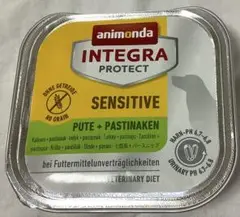 animonda
INTEGRA
PROTECT
OHNE GETREIDE
NO GRAIN
SENSITIVE
PUTE + PASTINAKEN
HARN-PH 6,7-6,9
URINARY PH 6,7-6,9
bei Futtermittelunverträglichkeiten
VETERINARY DIET